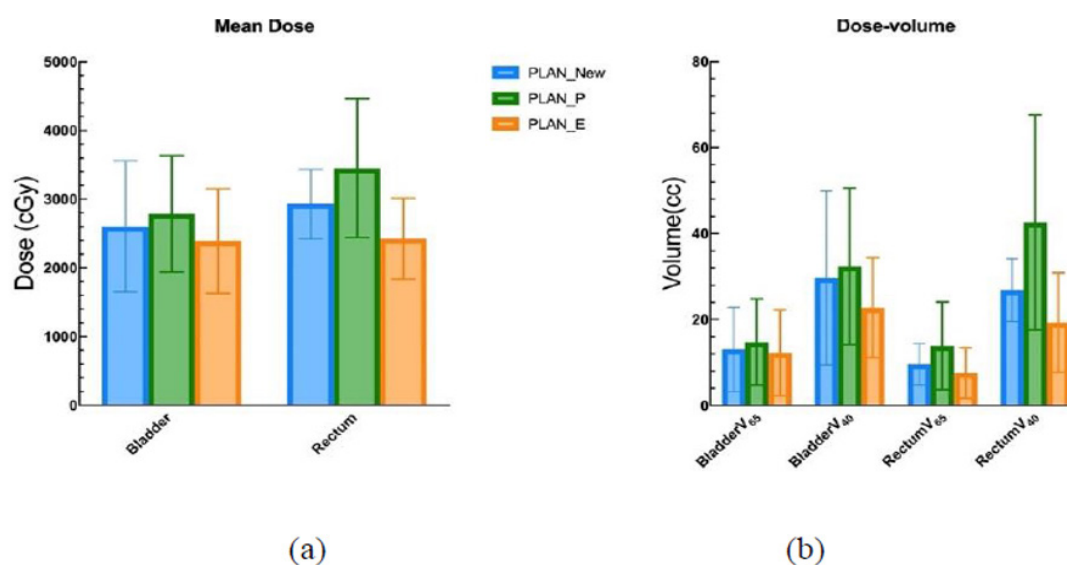 Mean Dose
Dose (cGy)
5000
4000
3000
2000
1000
0
Bladder
Rectum
PLAN_New
PLAN_P
PLAN_E
(a)
Dose-volume
Volume(cc)
80
60
40
20
0
BladderV65
BladderV40
RectumV65
RectumV40
(b)